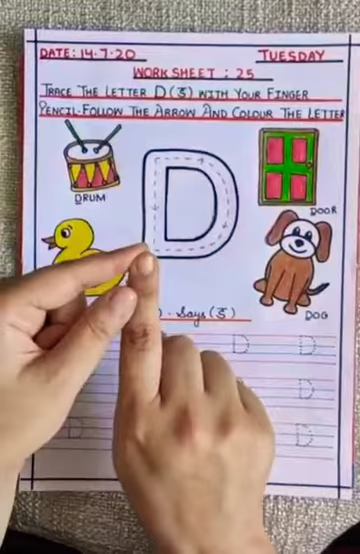 DATE: 14·7·20 TUESDAY
WORKSHEET : 25
TRACE THE LETTER D (ड) WITH YOUR FINGER
PENCIL-FOLLOW THE ARROW AND COLOUR THE LETTER
D
DRUM
DOOR
DOG
Says (ड)
D D
D
D D